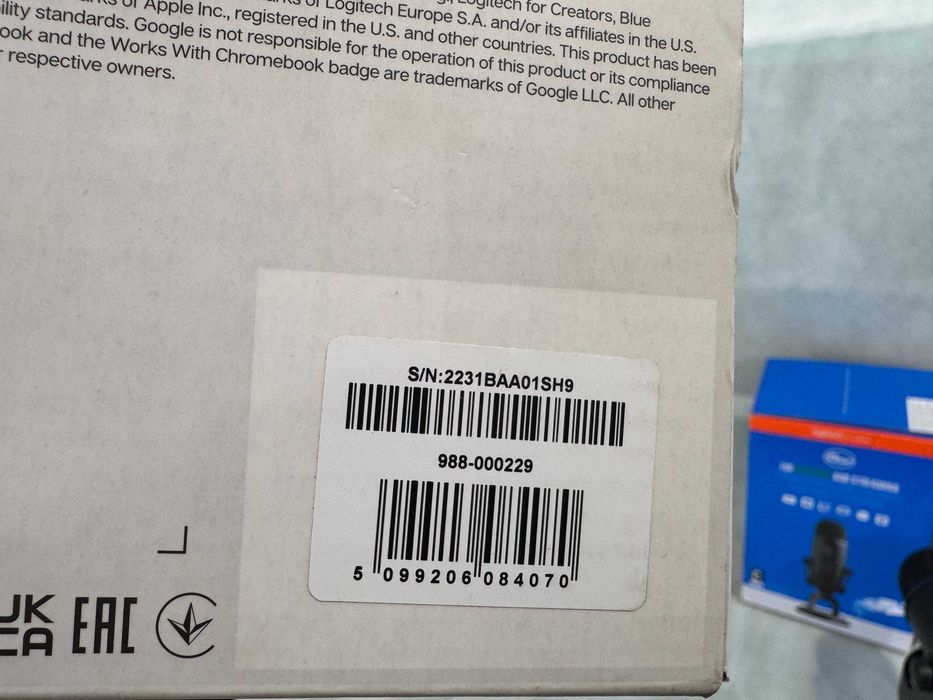 Logitech for Creators, Blue
of Logitech Europe S.A. and/or its affiliates in the U.S.
of Apple Inc., registered in the U.S. and other countries. This product has been
ility standards. Google is not responsible for the operation of this product or its compliance
ook and the Works With Chromebook badge are trademarks of Google LLC. All other
respective owners.
S/N:2231BAA01SH9
988-000229
5 099206 084070
UK
CA
EAC